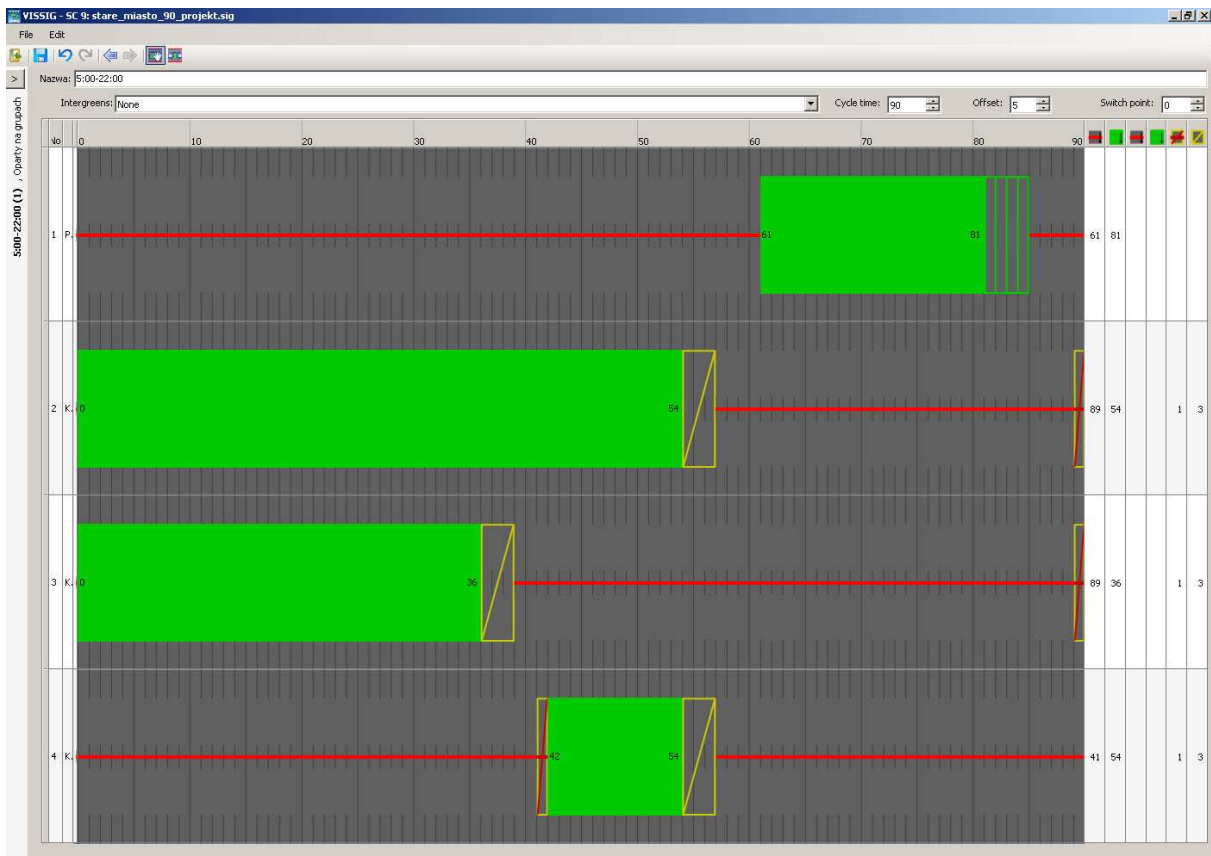 VISSIG - SC 9: stare_miasto_90_projekt.sig
File Edit
>
Nazwa: 5:00-22:00
Intergreens: None Cycle time: 90 Offset: 5 Switch point: 0
5:00-22:00 (1) , Oparty na grupach
No 0 10 20 30 40 50 60 70 80 90
1 P. 61 81 61 81
2 K. 0 54 89 54 1 3
3 K. 0 36 89 36 1 3
4 K. 42 54 41 54 1 3